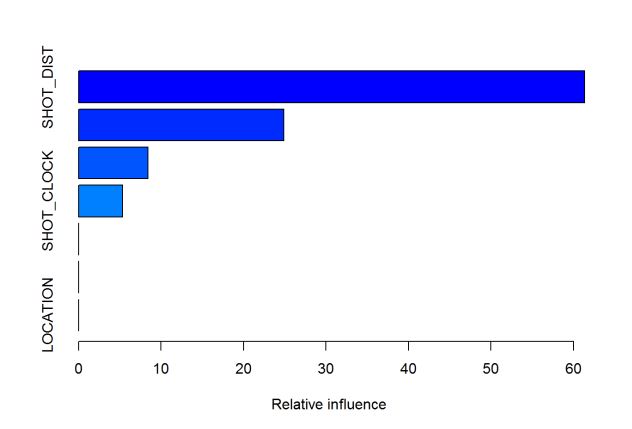 SHOT_DIST
SHOT_CLOCK
LOCATION
0 10 20 30 40 50 60
Relative influence